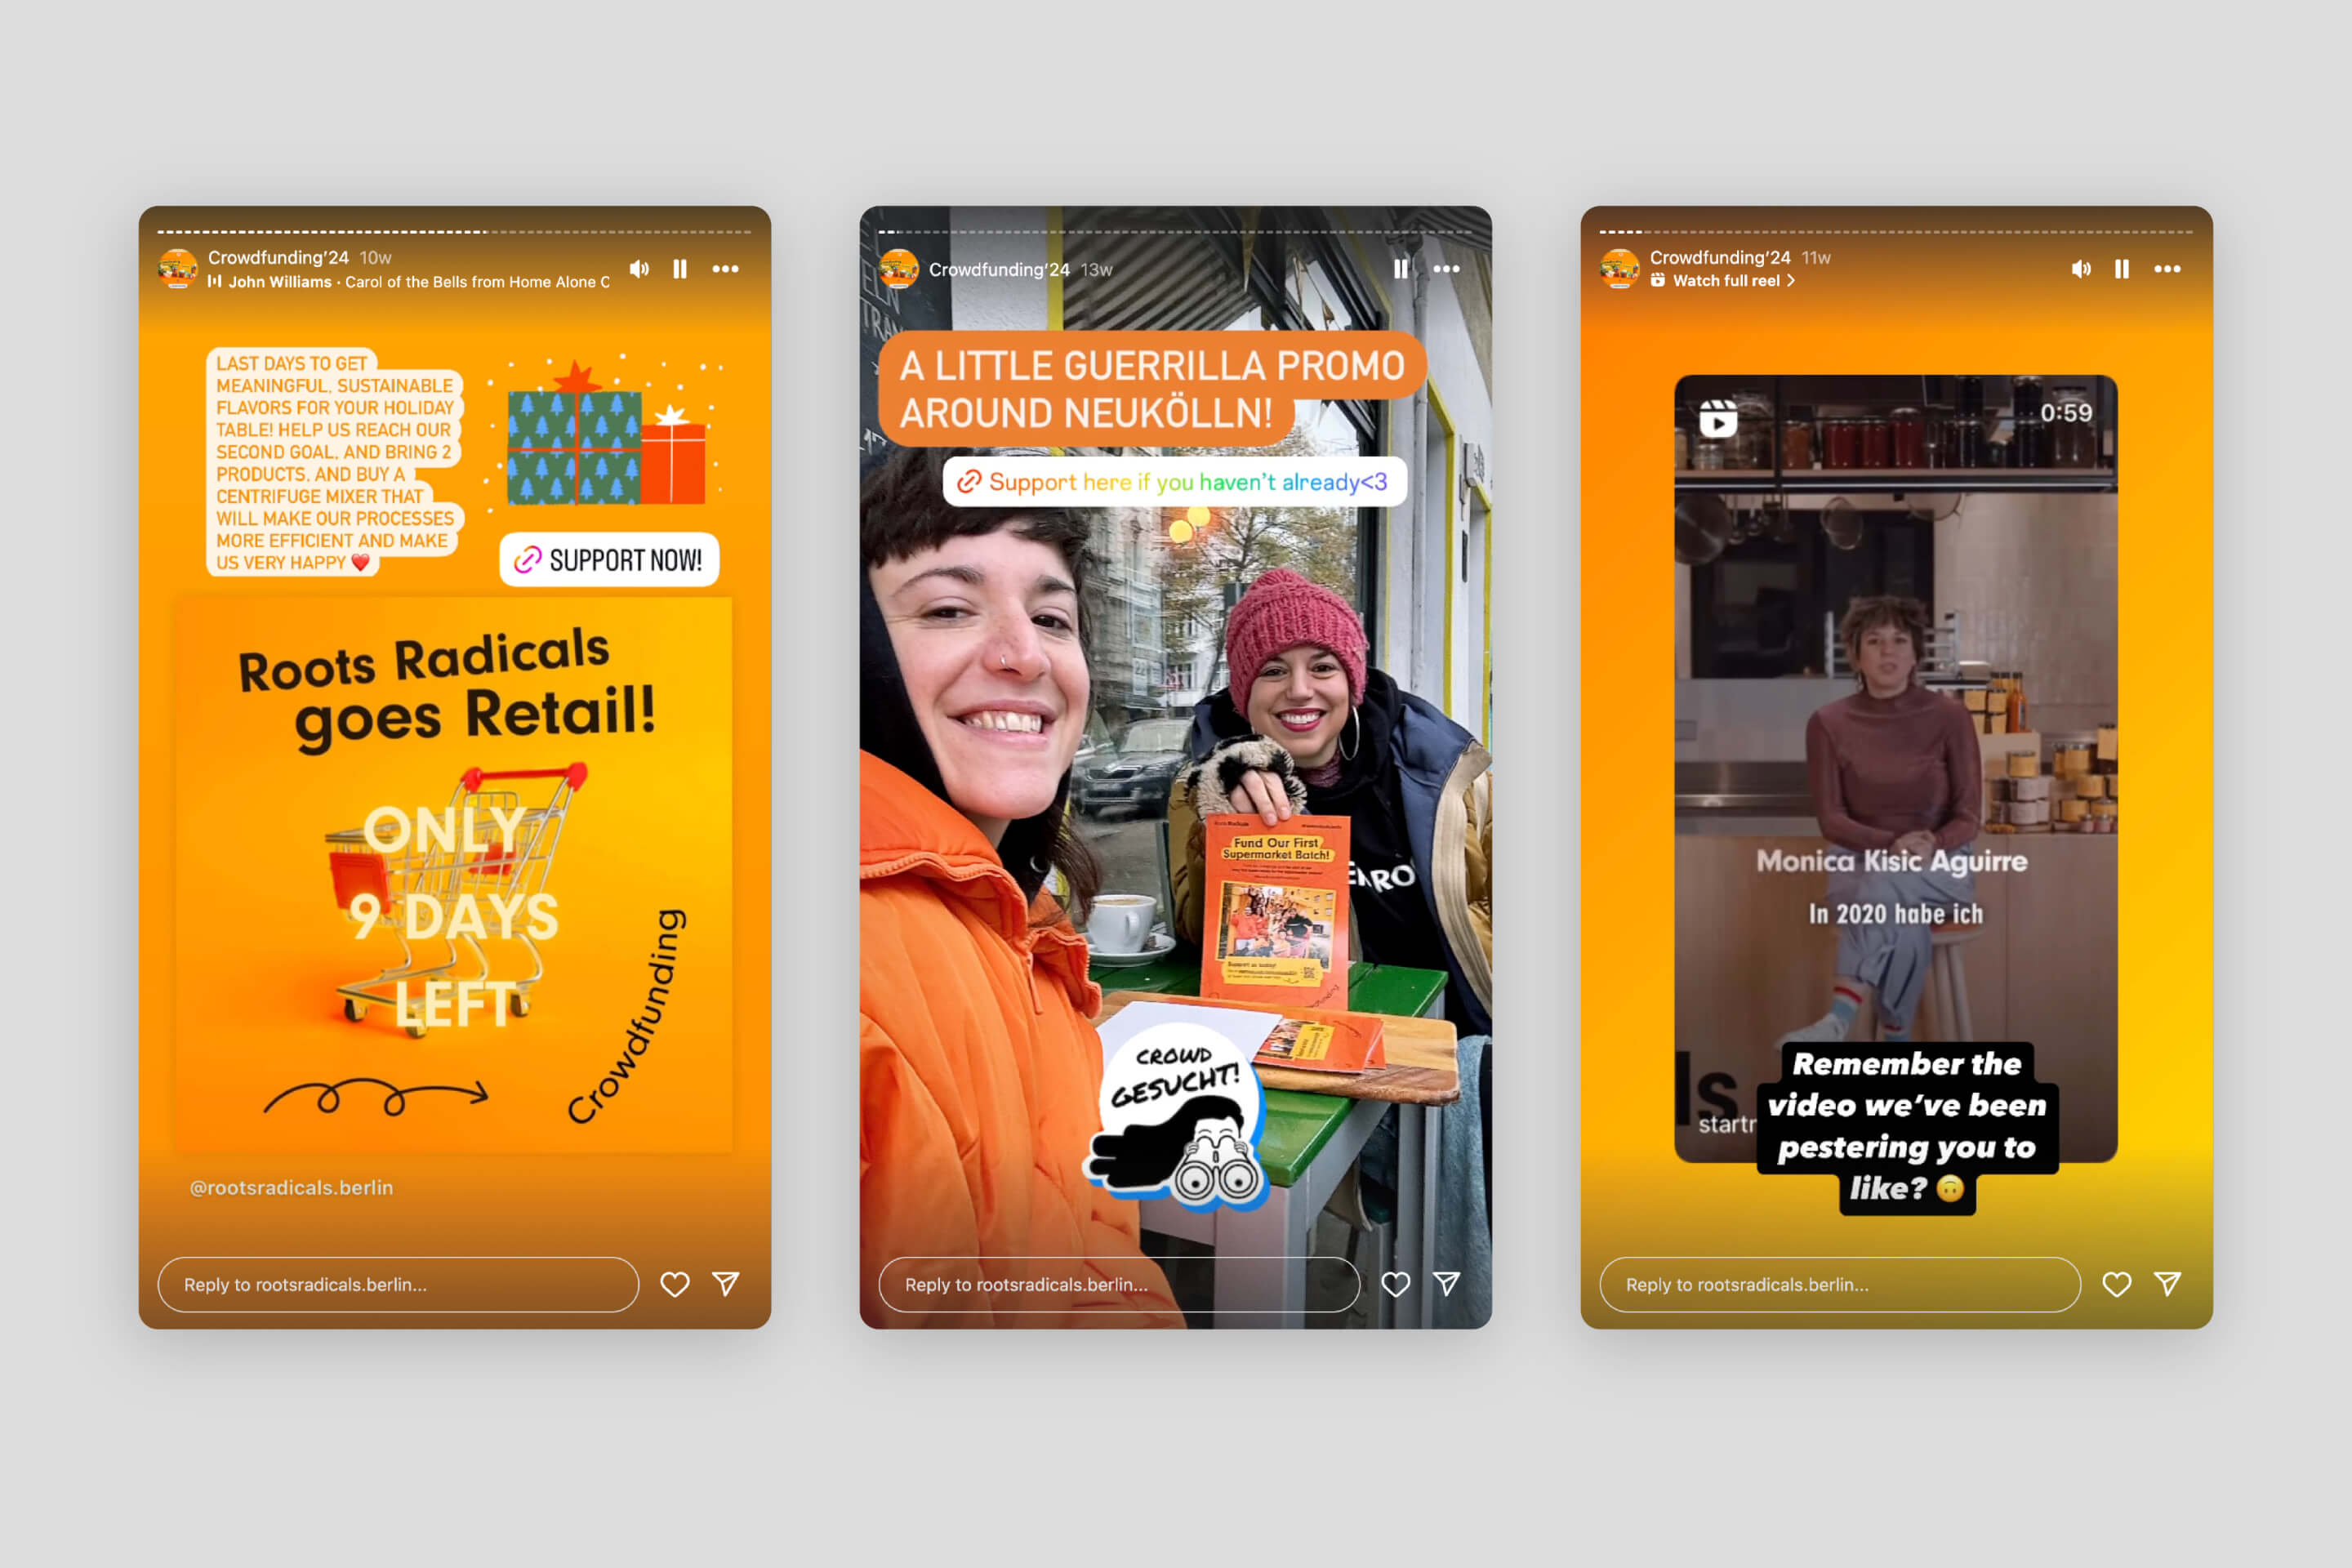 Crowdfunding'24 10w
John Williams · Carol of the Bells from Home Alone C
LAST DAYS TO GET
MEANINGFUL, SUSTAINABLE
FLAVORS FOR YOUR HOLIDAY
TABLE! HELP US REACH OUR
SECOND GOAL, AND BRING 2
PRODUCTS, AND BUY A
CENTRIFUGE MIXER THAT
WILL MAKE OUR PROCESSES
MORE EFFICIENT AND MAKE
US VERY HAPPY ❤️
SUPPORT NOW!
Roots Radicals
goes Retail!
ONLY
9 DAYS
LEFT
Crowdfunding
@rootsradicals.berlin
Reply to rootsradicals.berlin...
Crowdfunding'24 13w
A LITTLE GUERRILLA PROMO
AROUND NEUKÖLLN!
Support here if you haven't already<3
Fund Our First
Supermarket Batch!
CROWD
GESUCHT!
Reply to rootsradicals.berlin...
Crowdfunding'24 11w
Watch full reel
0:59
Monica Kisic Aguirre
In 2020 habe ich
ls
startr
Remember the
video we've been
pestering you to
like? 🙃
Reply to rootsradicals.berlin...